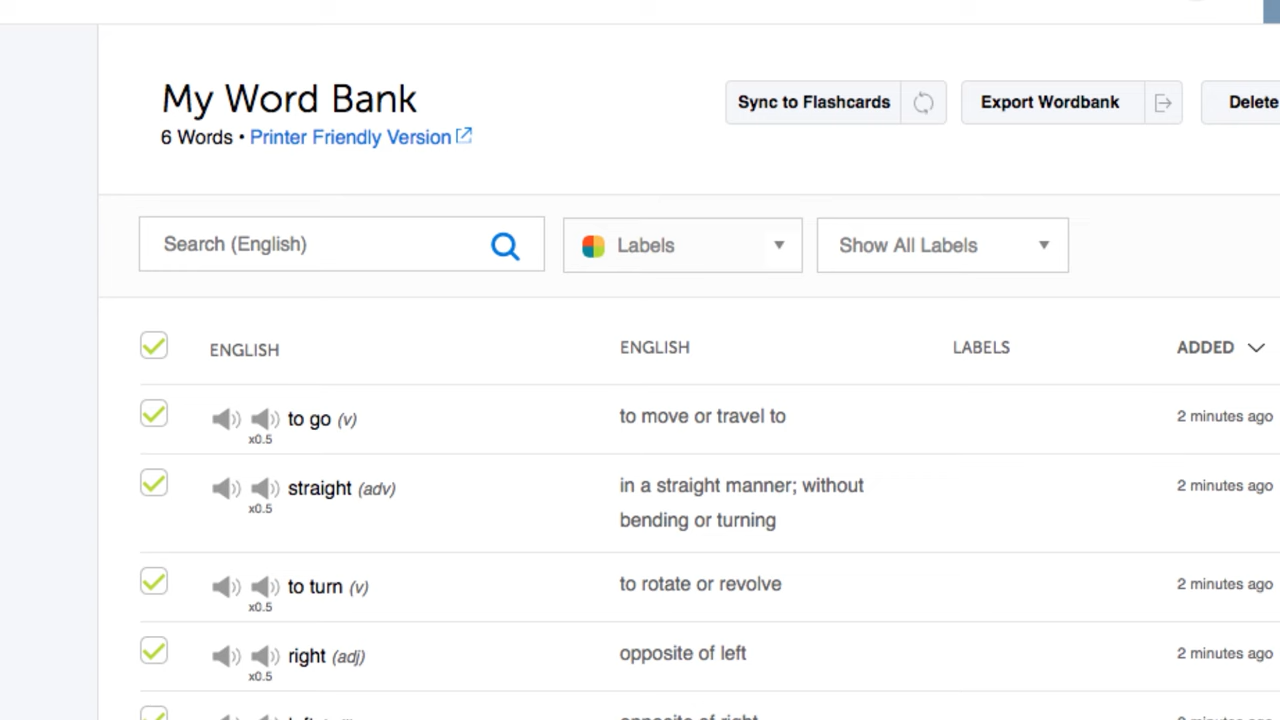 My Word Bank
6 Words • Printer Friendly Version
Sync to Flashcards
Export Wordbank
Delete
Search (English)
Labels
Show All Labels
ENGLISH ENGLISH LABELS ADDED
to go (v) to move or travel to 2 minutes ago
x0.5
straight (adv) in a straight manner; without 2 minutes ago
x0.5
bending or turning
to turn (v) to rotate or revolve 2 minutes ago
x0.5
right (adj) opposite of left 2 minutes ago
x0.5
opposite of right